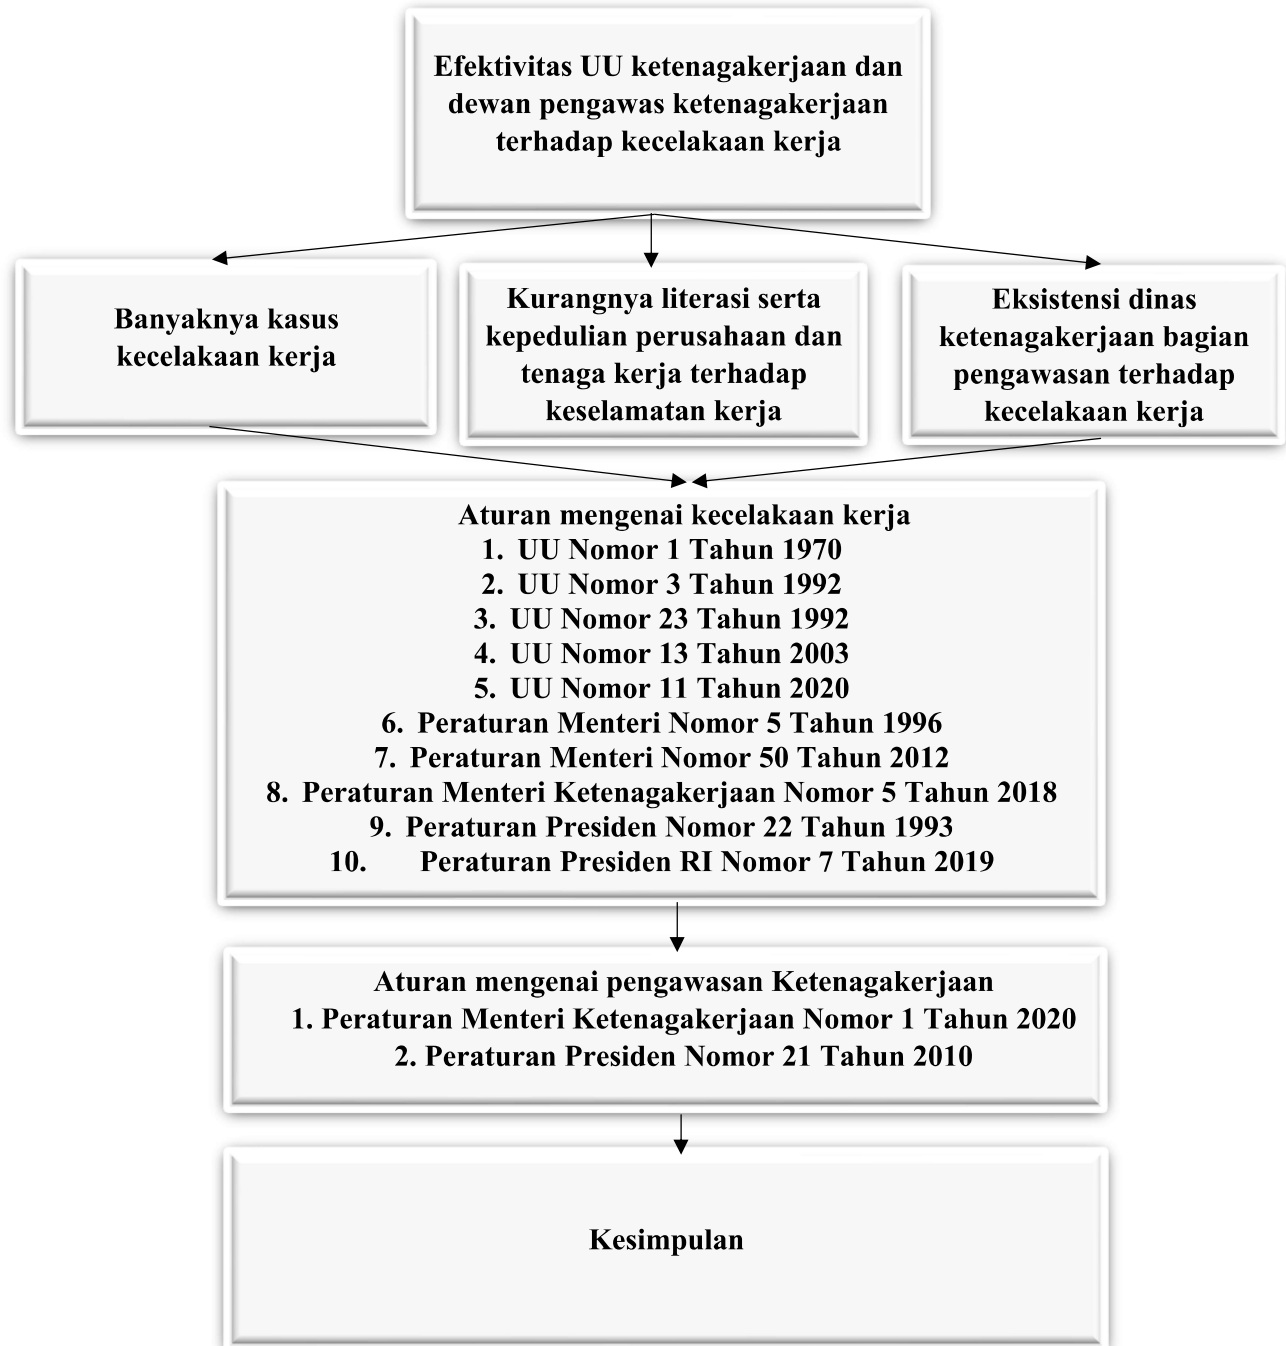 Efektivitas UU ketenagakerjaan dan
dewan pengawas ketenagakerjaan
terhadap kecelakaan kerja
Banyaknya kasus
kecelakaan kerja
Kurangnya literasi serta
kepedulian perusahaan dan
tenaga kerja terhadap
keselamatan kerja
Eksistensi dinas
ketenagakerjaan bagian
pengawasan terhadap
kecelakaan kerja
Aturan mengenai kecelakaan kerja
1. UU Nomor 1 Tahun 1970
2. UU Nomor 3 Tahun 1992
3. UU Nomor 23 Tahun 1992
4. UU Nomor 13 Tahun 2003
5. UU Nomor 11 Tahun 2020
6. Peraturan Menteri Nomor 5 Tahun 1996
7. Peraturan Menteri Nomor 50 Tahun 2012
8. Peraturan Menteri Ketenagakerjaan Nomor 5 Tahun 2018
9. Peraturan Presiden Nomor 22 Tahun 1993
10. Peraturan Presiden RI Nomor 7 Tahun 2019
Aturan mengenai pengawasan Ketenagakerjaan
1. Peraturan Menteri Ketenagakerjaan Nomor 1 Tahun 2020
2. Peraturan Presiden Nomor 21 Tahun 2010
Kesimpulan